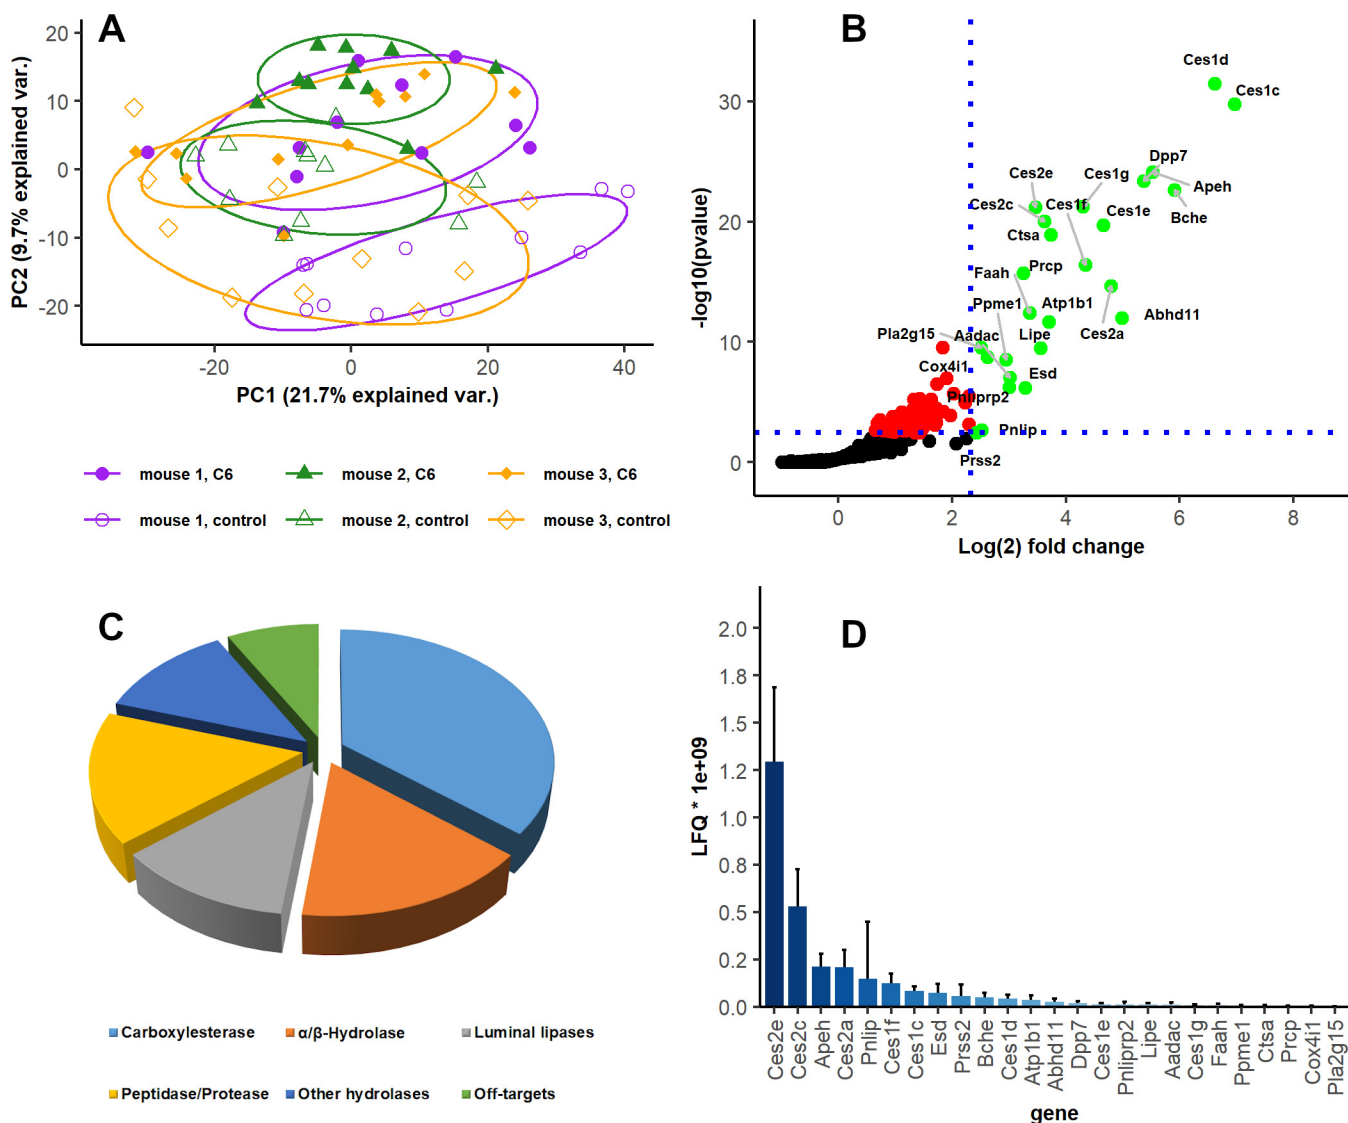 A
PC2 (9.7% explained var.)
20
10
0
-10
-20
-20
0
20
40
PC1 (21.7% explained var.)
mouse 1, C6
mouse 2, C6
mouse 3, C6
mouse 1, control
mouse 2, control
mouse 3, control
B
-log10(pvalue)
30
20
10
0
Ces1d
Ces1c
Dpp7
Ces2e
Ces1g
Apeh
Ces2c
Ces1f
Ces1e
Bche
Ctsa
Faah
Prcp
Ppme1
Atp1b1
Abhd11
Pla2g15
Aadac
Lipe
Ces2a
Cox4i1
Esd
Pnliprp2
Pnlip
Prss2
0
2
4
6
8
Log(2) fold change
C
Carboxylesterase
α/β-Hydrolase
Luminal lipases
Peptidase/Protease
Other hydrolases
Off-targets
D
LFQ * 1e+09
2.0
1.8
1.5
1.2
1.0
0.8
0.5
0.2
0.0
Ces2e
Ces2c
Apeh
Ces2a
Pnlip
Ces1f
Ces1c
Esd
Prss2
Bche
Ces1d
Atp1b1
Abhd11
Dpp7
Ces1e
Pnliprp2
Lipe
Aadac
Ces1g
Faah
Ppme1
Ctsa
Prcp
Cox4i1
Pla2g15
gene